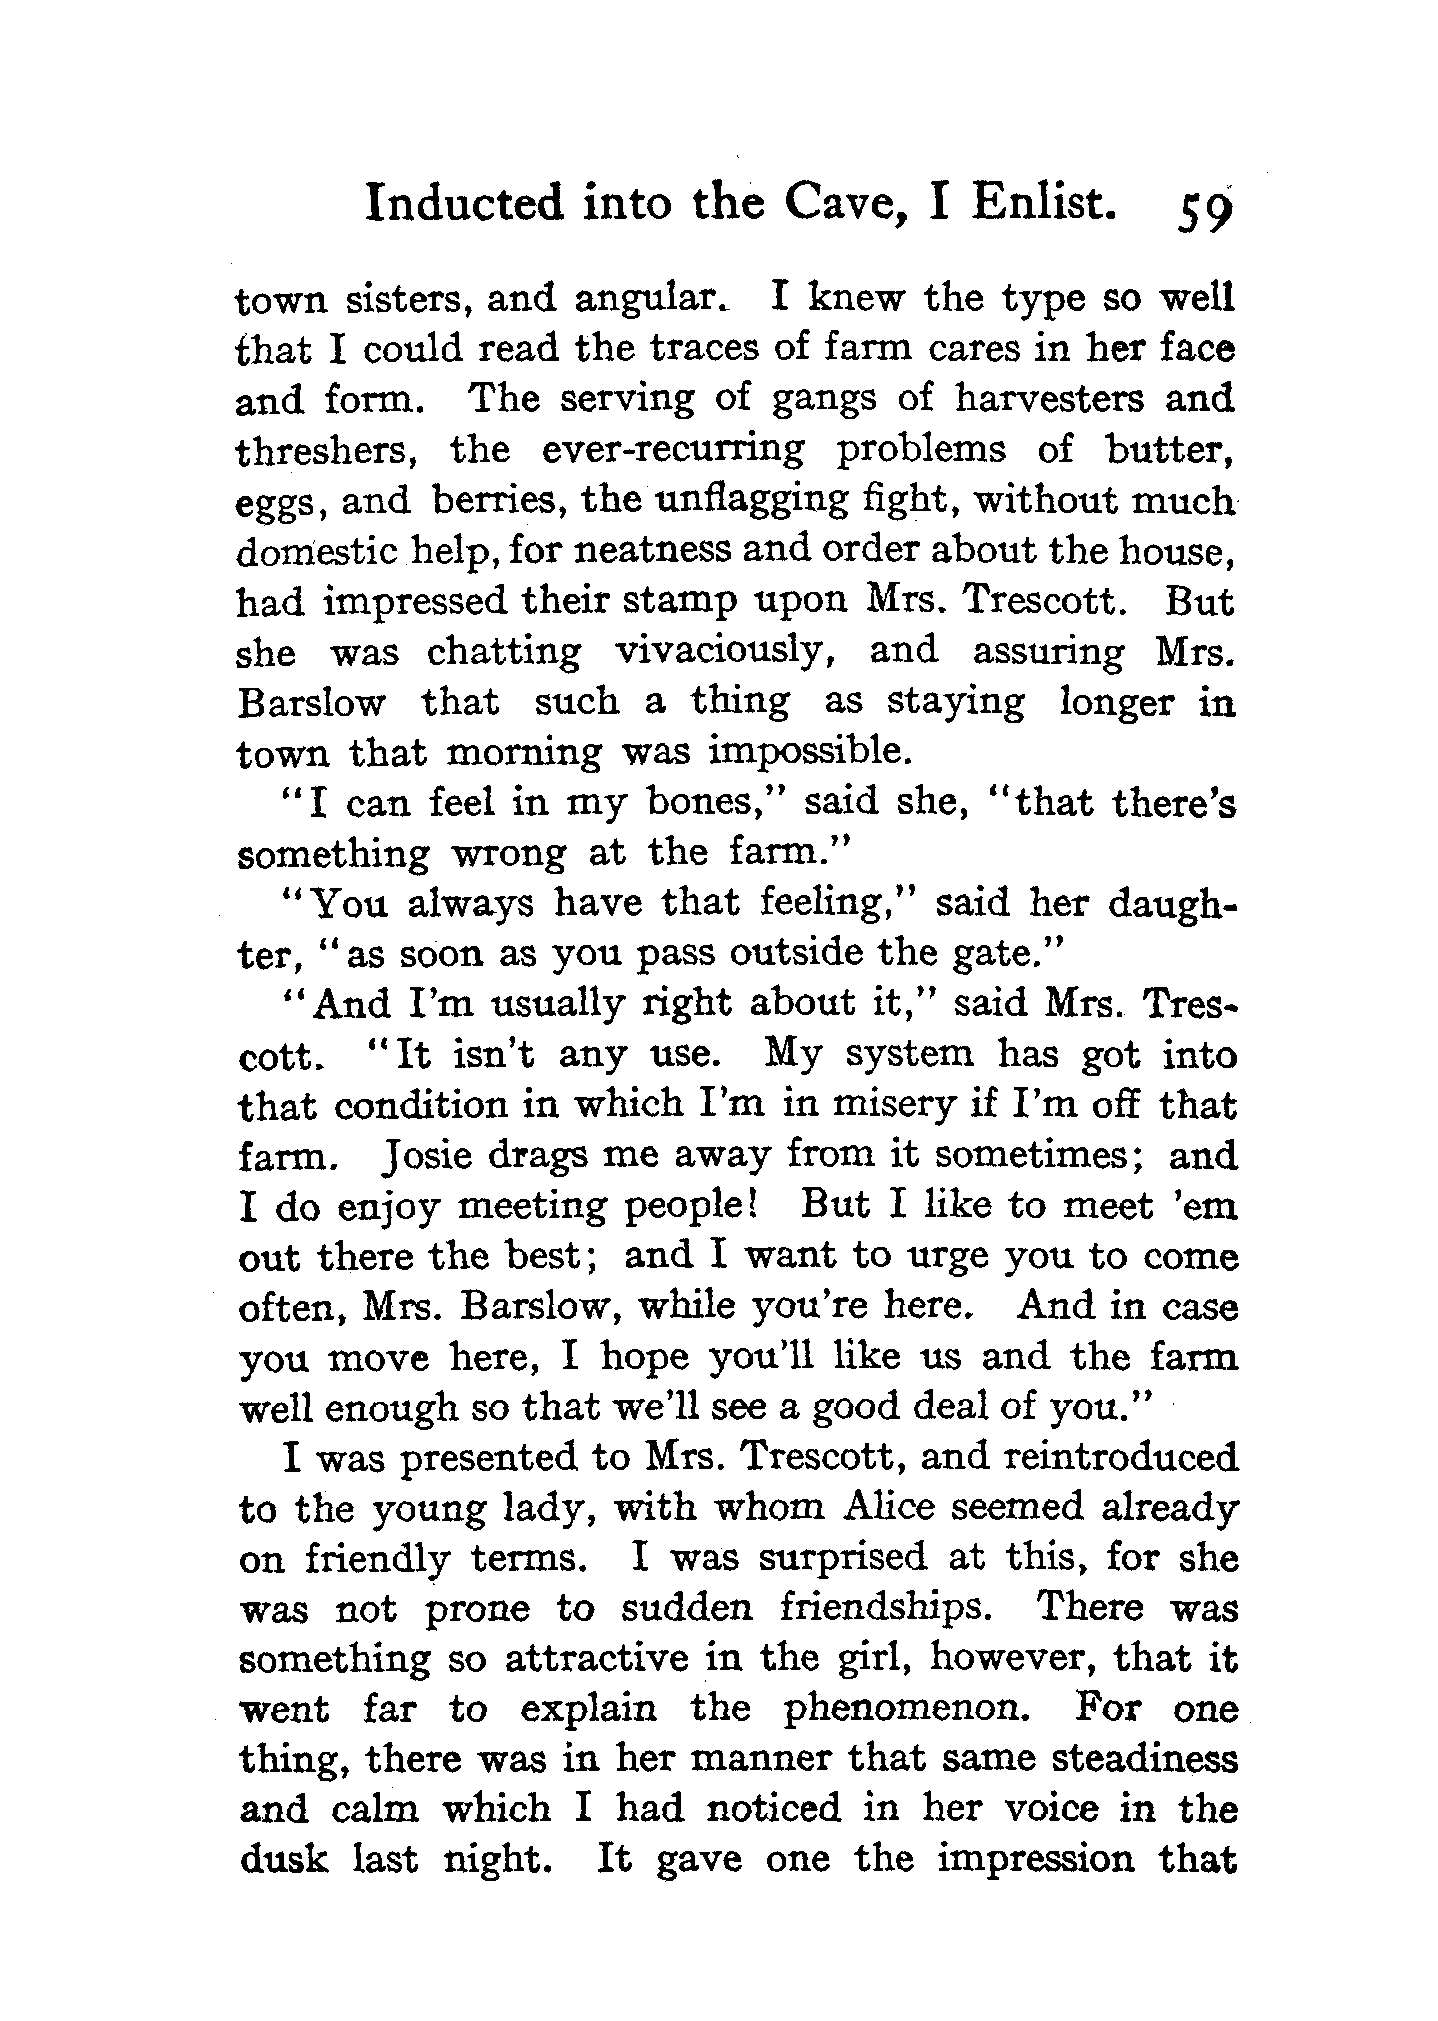 Inducted into the Cave, I Enlist. 59
town sisters, and angular. I knew the type so well
that I could read the traces of farm cares in her face
and form. The serving of gangs of harvesters and
threshers, the ever-recurring problems of butter,
eggs, and berries, the unflagging fight, without much
domestic help, for neatness and order about the house,
had impressed their stamp upon Mrs. Trescott. But
she was chatting vivaciously, and assuring Mrs.
Barslow that such a thing as staying longer in
town that morning was impossible.
"I can feel in my bones," said she, "that there's
something wrong at the farm."
"You always have that feeling," said her daugh-
ter, "as soon as you pass outside the gate."
"And I'm usually right about it," said Mrs. Tres-
cott. "It isn't any use. My system has got into
that condition in which I'm in misery if I'm off that
farm. Josie drags me away from it sometimes; and
I do enjoy meeting people! But I like to meet 'em
out there the best; and I want to urge you to come
often, Mrs. Barslow, while you're here. And in case
you move here, I hope you'll like us and the farm
well enough so that we'll see a good deal of you."
I was presented to Mrs. Trescott, and reintroduced
to the young lady, with whom Alice seemed already
on friendly terms. I was surprised at this, for she
was not prone to sudden friendships. There was
something so attractive in the girl, however, that it
went far to explain the phenomenon. For one
thing, there was in her manner that same steadiness
and calm which I had noticed in her voice in the
dusk last night. It gave one the impression that